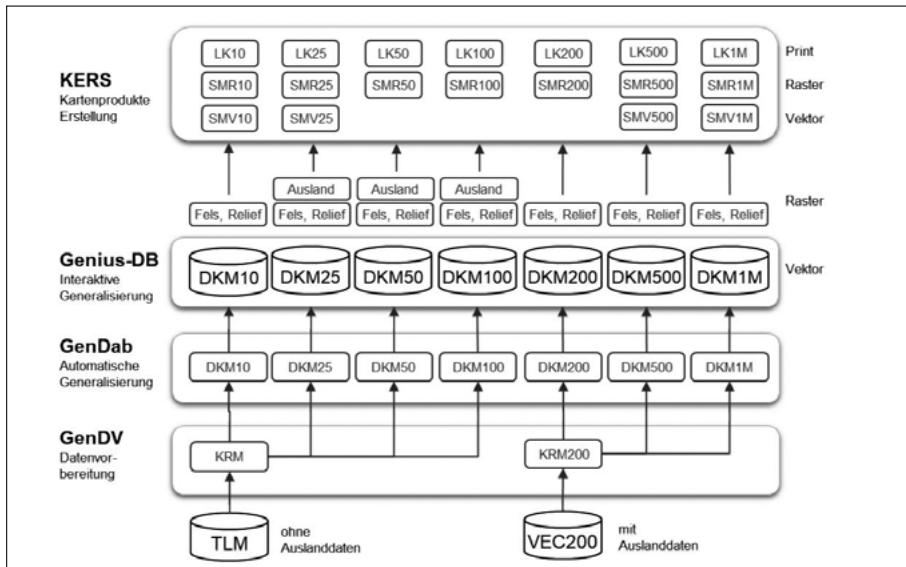 LK10 LK25 LK50 LK100 LK200 LK500 LK1M Print
KERS
Kartenprodukte
Erstellung
SMR10 SMR25 SMR50 SMR100 SMR200 SMR500 SMR1M Raster
SMV10 SMV25 SMV500 SMV1M Vektor
Ausland Ausland Ausland
Fels, Relief Fels, Relief Fels, Relief Fels, Relief Fels, Relief Fels, Relief Fels, Relief
Raster
Genius-DB
Interaktive
Generalisierung
DKM10 DKM25 DKM50 DKM100 DKM200 DKM500 DKM1M Vektor
GenDab
Automatische
Generalisierung
DKM10 DKM25 DKM50 DKM100 DKM200 DKM500 DKM1M
GenDV
Datenvor-
bereitung
KRM KRM200
TLM
ohne
Auslanddaten
VEC200
mit
Auslanddaten